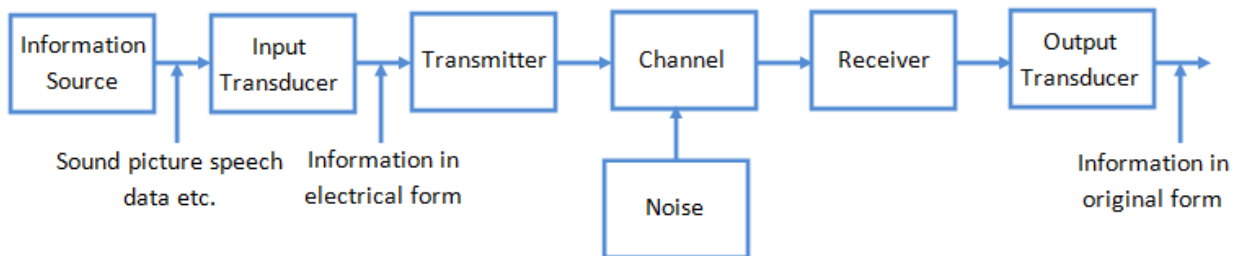 Information
Source
Input
Transducer
Transmitter
Channel
Receiver
Output
Transducer
Sound picture speech
data etc.
Information in
electrical form
Noise
Information in
original form